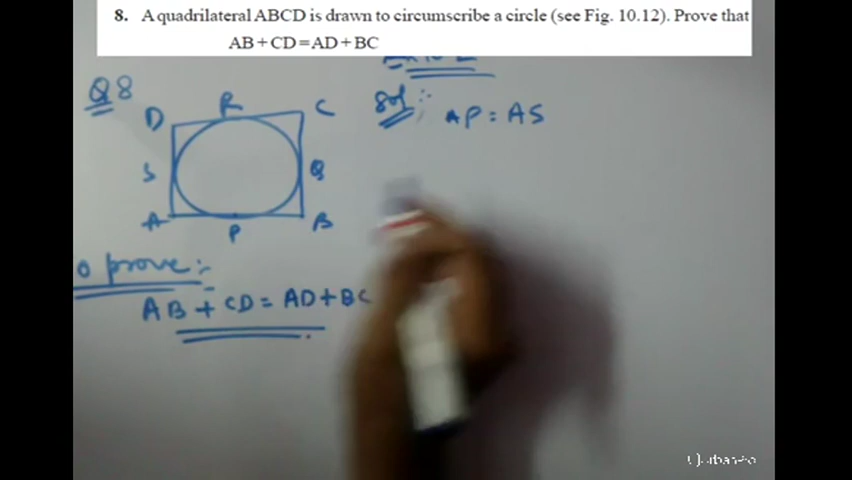 8. A quadrilateral ABCD is drawn to circumscribe a circle (see Fig. 10.12). Prove that
AB + CD = AD + BC
Q8
Sol :-
D R C
AP = AS
S Q
A P B
o prove :-
AB + CD = AD + BC